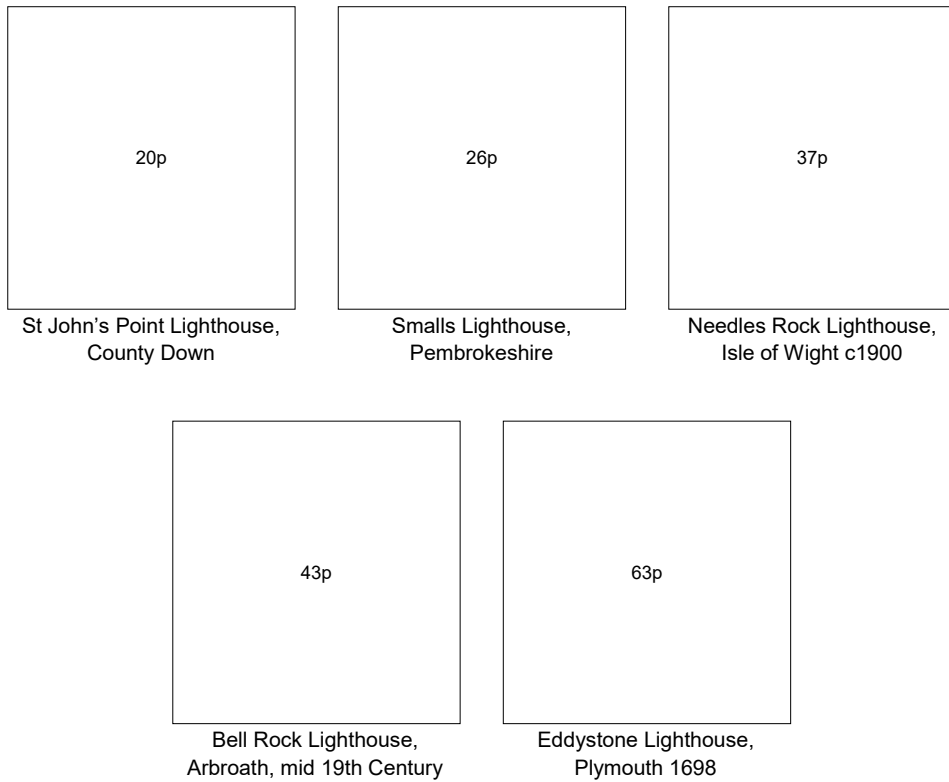 20p
26p
37p
St John’s Point Lighthouse,
County Down
Smalls Lighthouse,
Pembrokeshire
Needles Rock Lighthouse,
Isle of Wight c1900
43p
63p
Bell Rock Lighthouse,
Arbroath, mid 19th Century
Eddystone Lighthouse,
Plymouth 1698